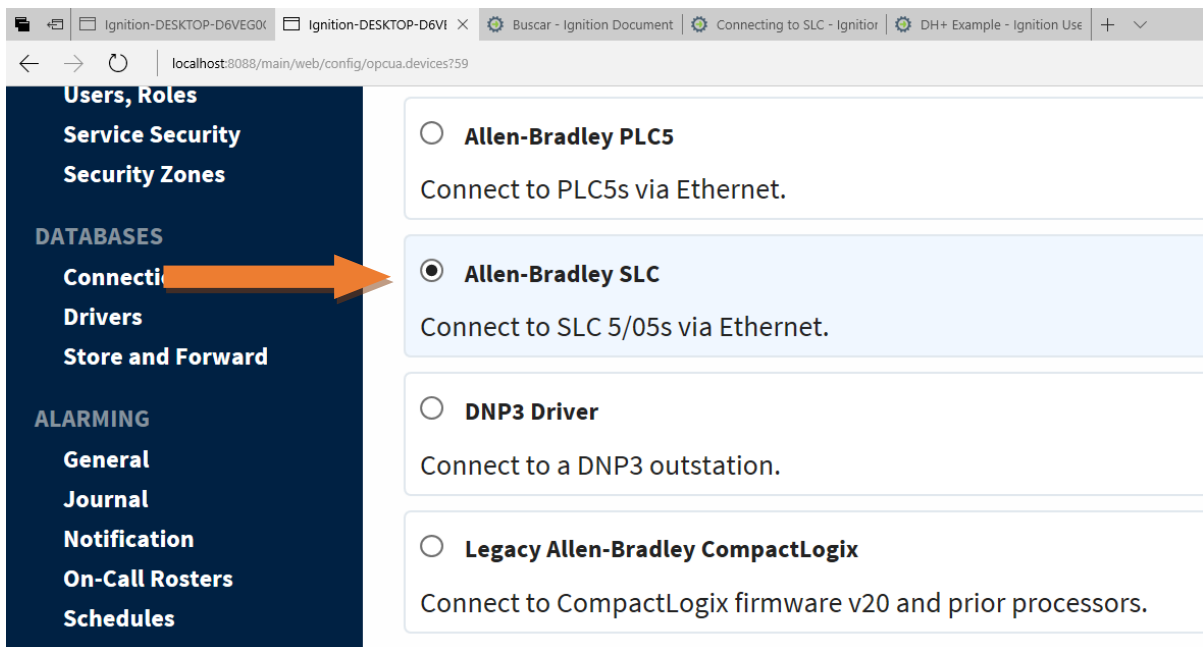 Ignition-DESKTOP-D6VEG0
Ignition-DESKTOP-D6VE
Buscar - Ignition Document
Connecting to SLC - Ignition
DH+ Example - Ignition Use
localhost:8088/main/web/config/opcua.devices?59
Users, Roles
Service Security
Security Zones
DATABASES
Drivers
Store and Forward
ALARMING
General
Journal
Notification
On-Call Rosters
Schedules
Allen-Bradley PLC5
Connect to PLC5s via Ethernet.
Allen-Bradley SLC
Connect to SLC 5/05s via Ethernet.
DNP3 Driver
Connect to a DNP3 outstation.
Legacy Allen-Bradley CompactLogix
Connect to CompactLogix firmware v20 and prior processors.